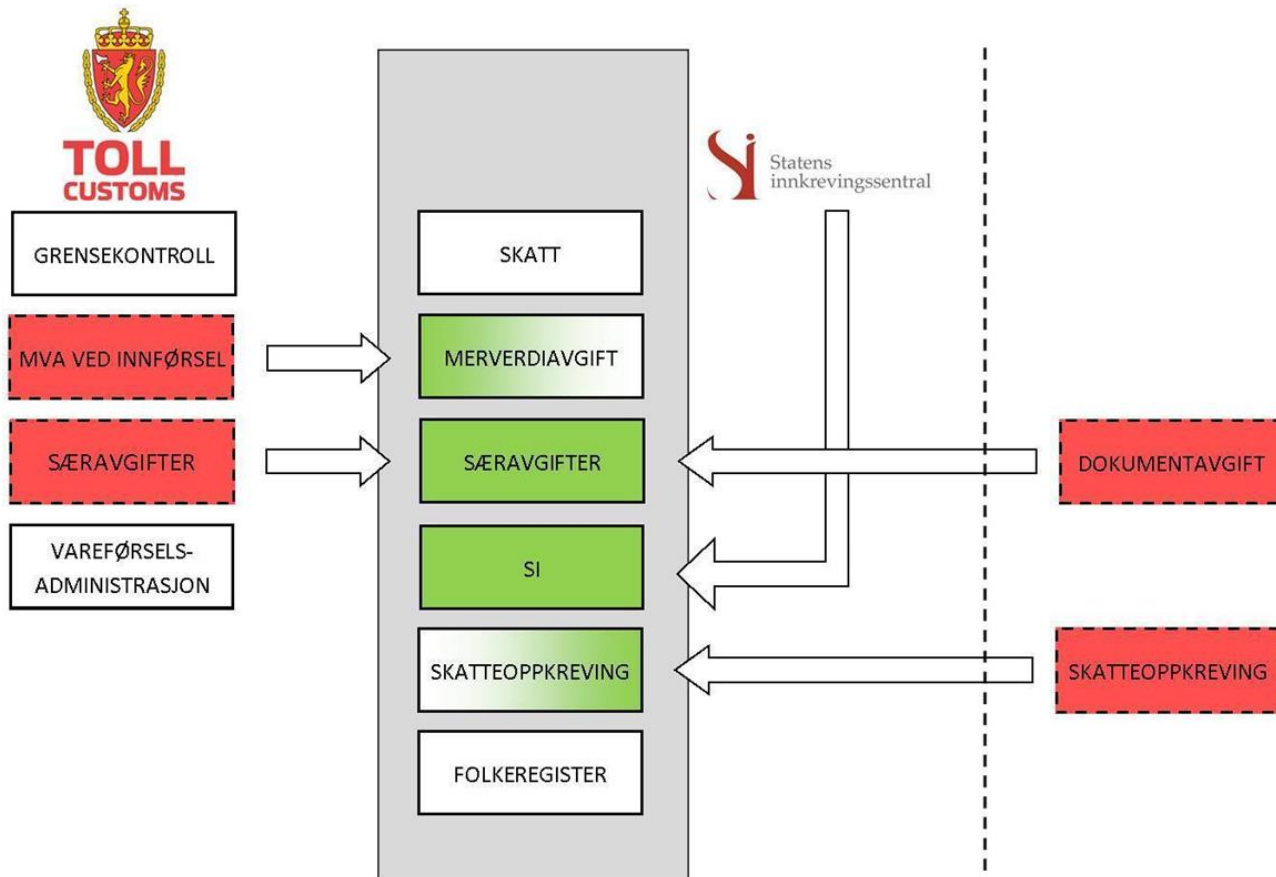 TOLL
CUSTOMS
GRENSEKONTROLL
MVA VED INNFØRSEL
SÆRAVGIFTER
VAREFØRSELS-
ADMINISTRASJON
SKATT
MERVERDIAVGIFT
SÆRAVGIFTER
SI
SKATTEOPPKREVING
FOLKEREGISTER
Si
Statens
innkrevingssentral
DOKUMENTAVGIFT
SKATTEOPPKREVING